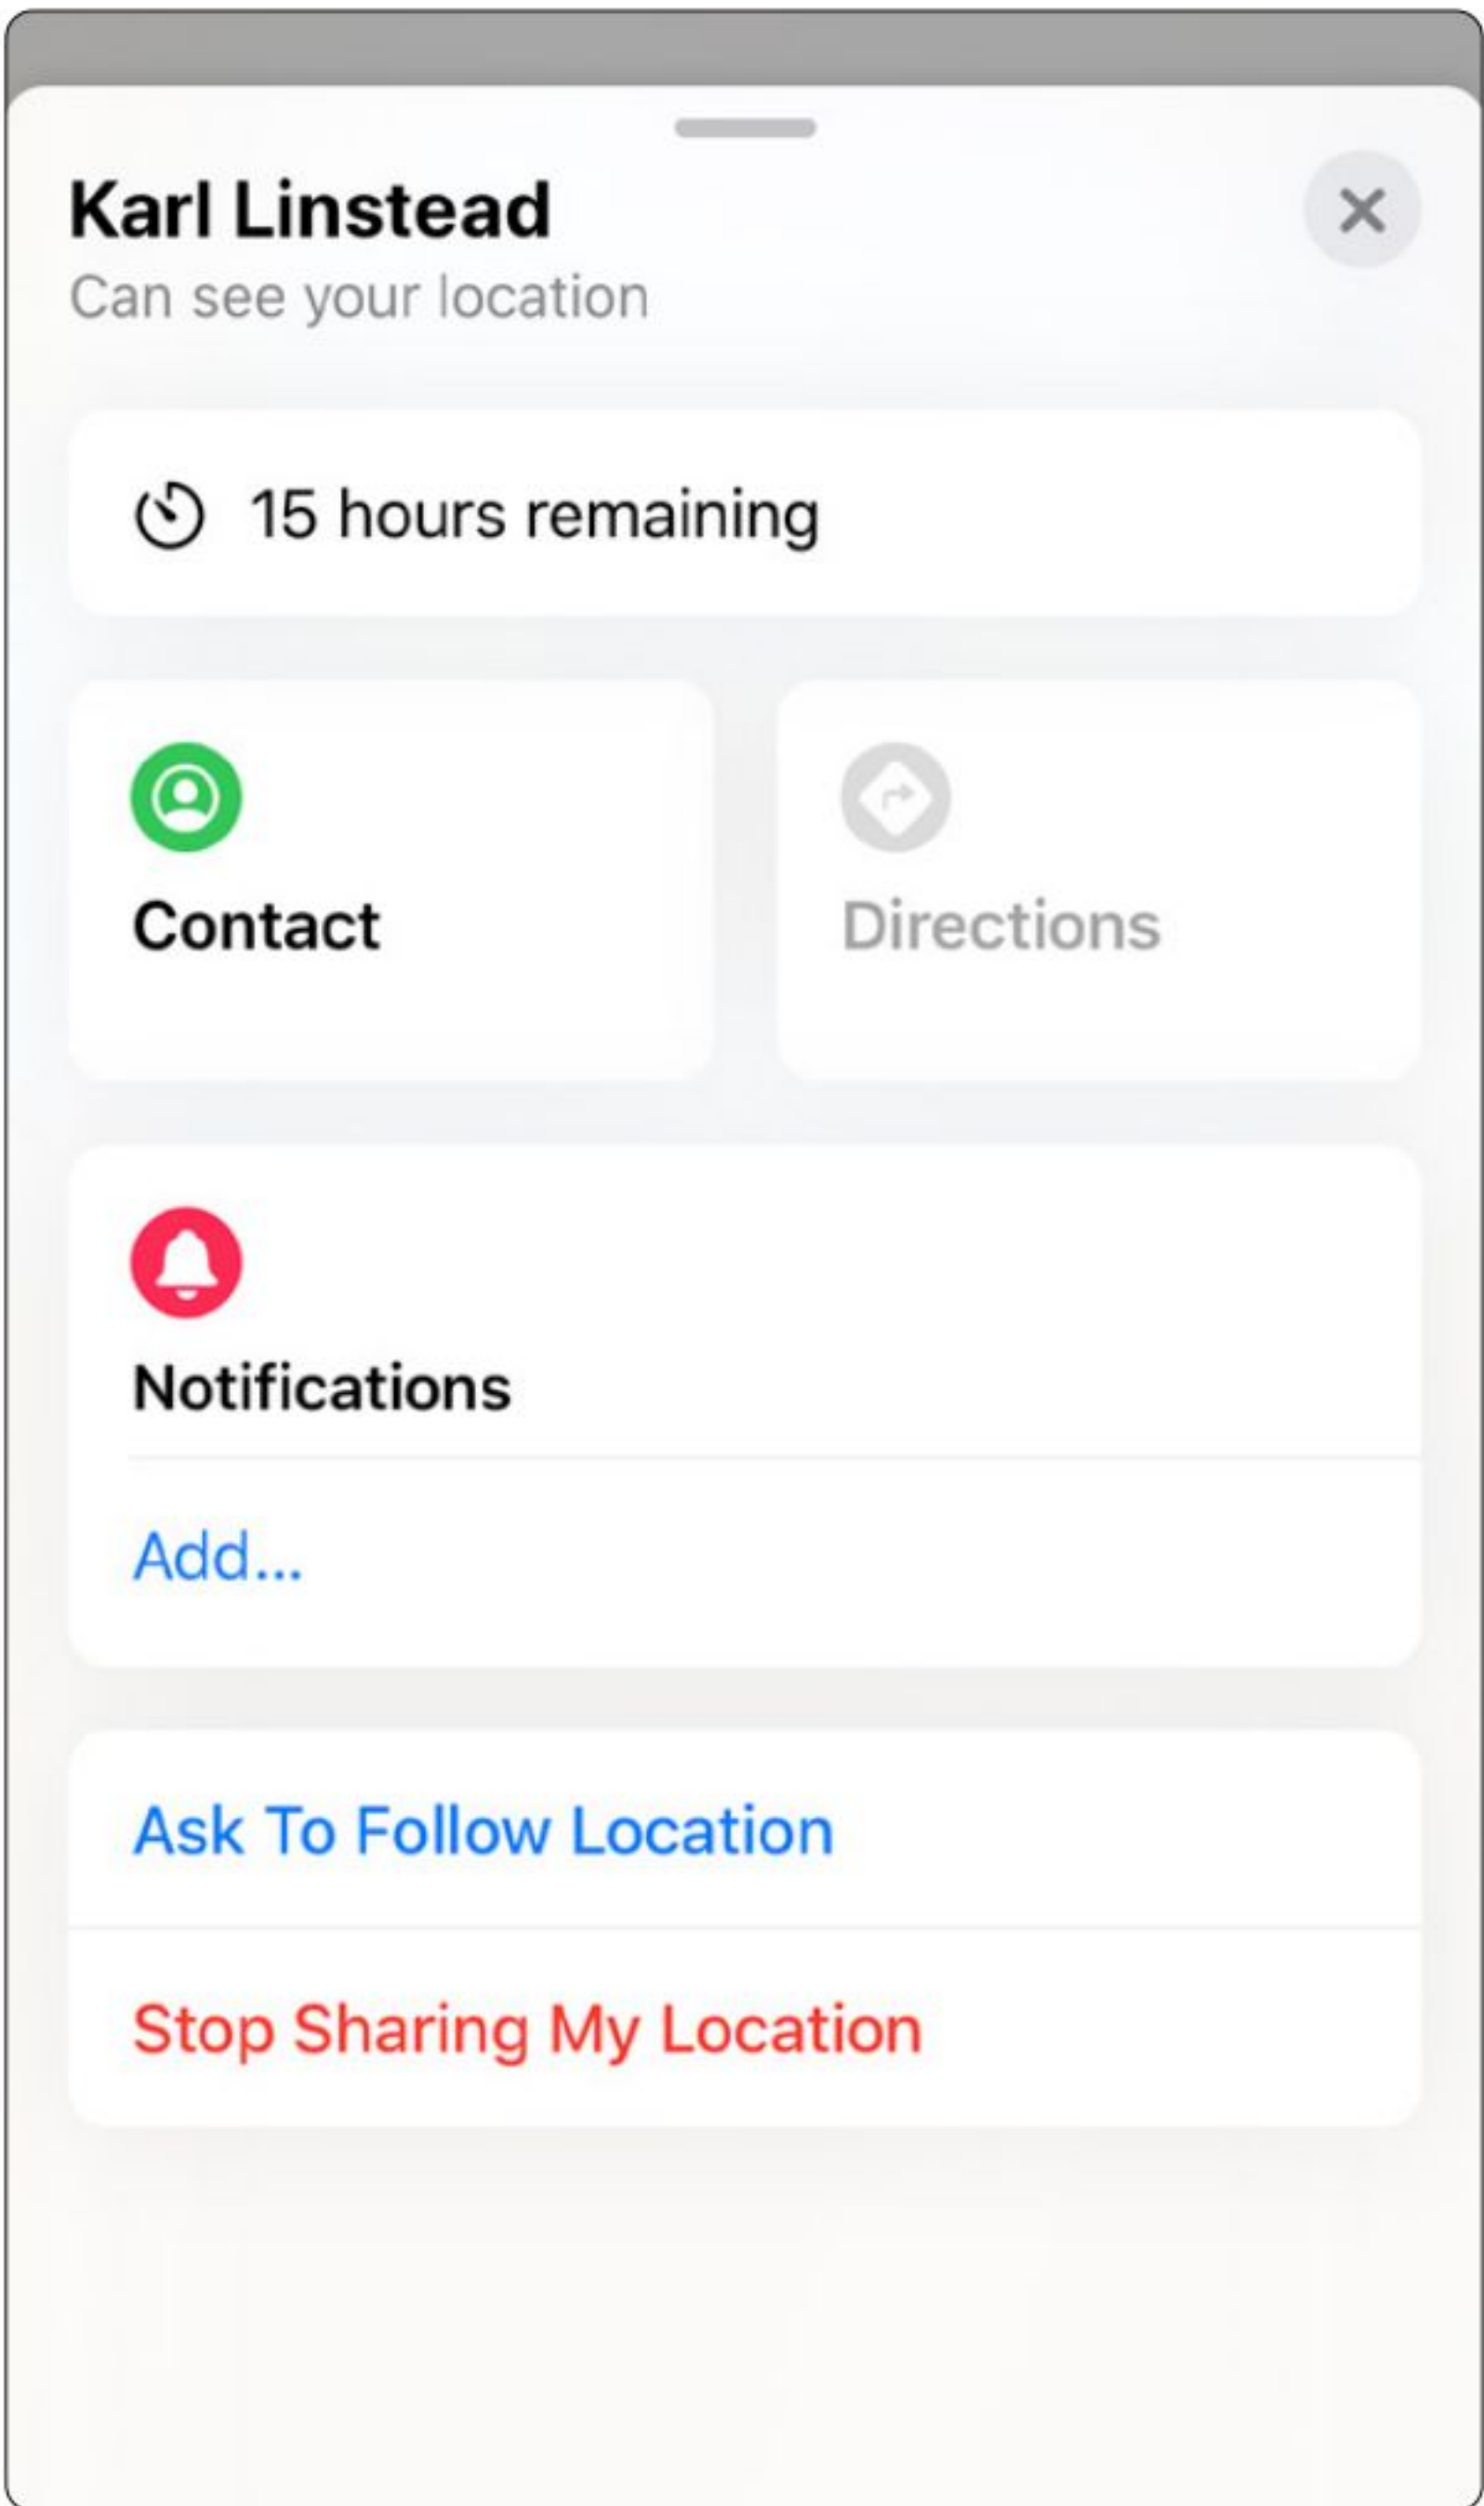 Karl Linstead
Can see your location
15 hours remaining
Contact
Directions
Notifications
Add...
Ask To Follow Location
Stop Sharing My Location